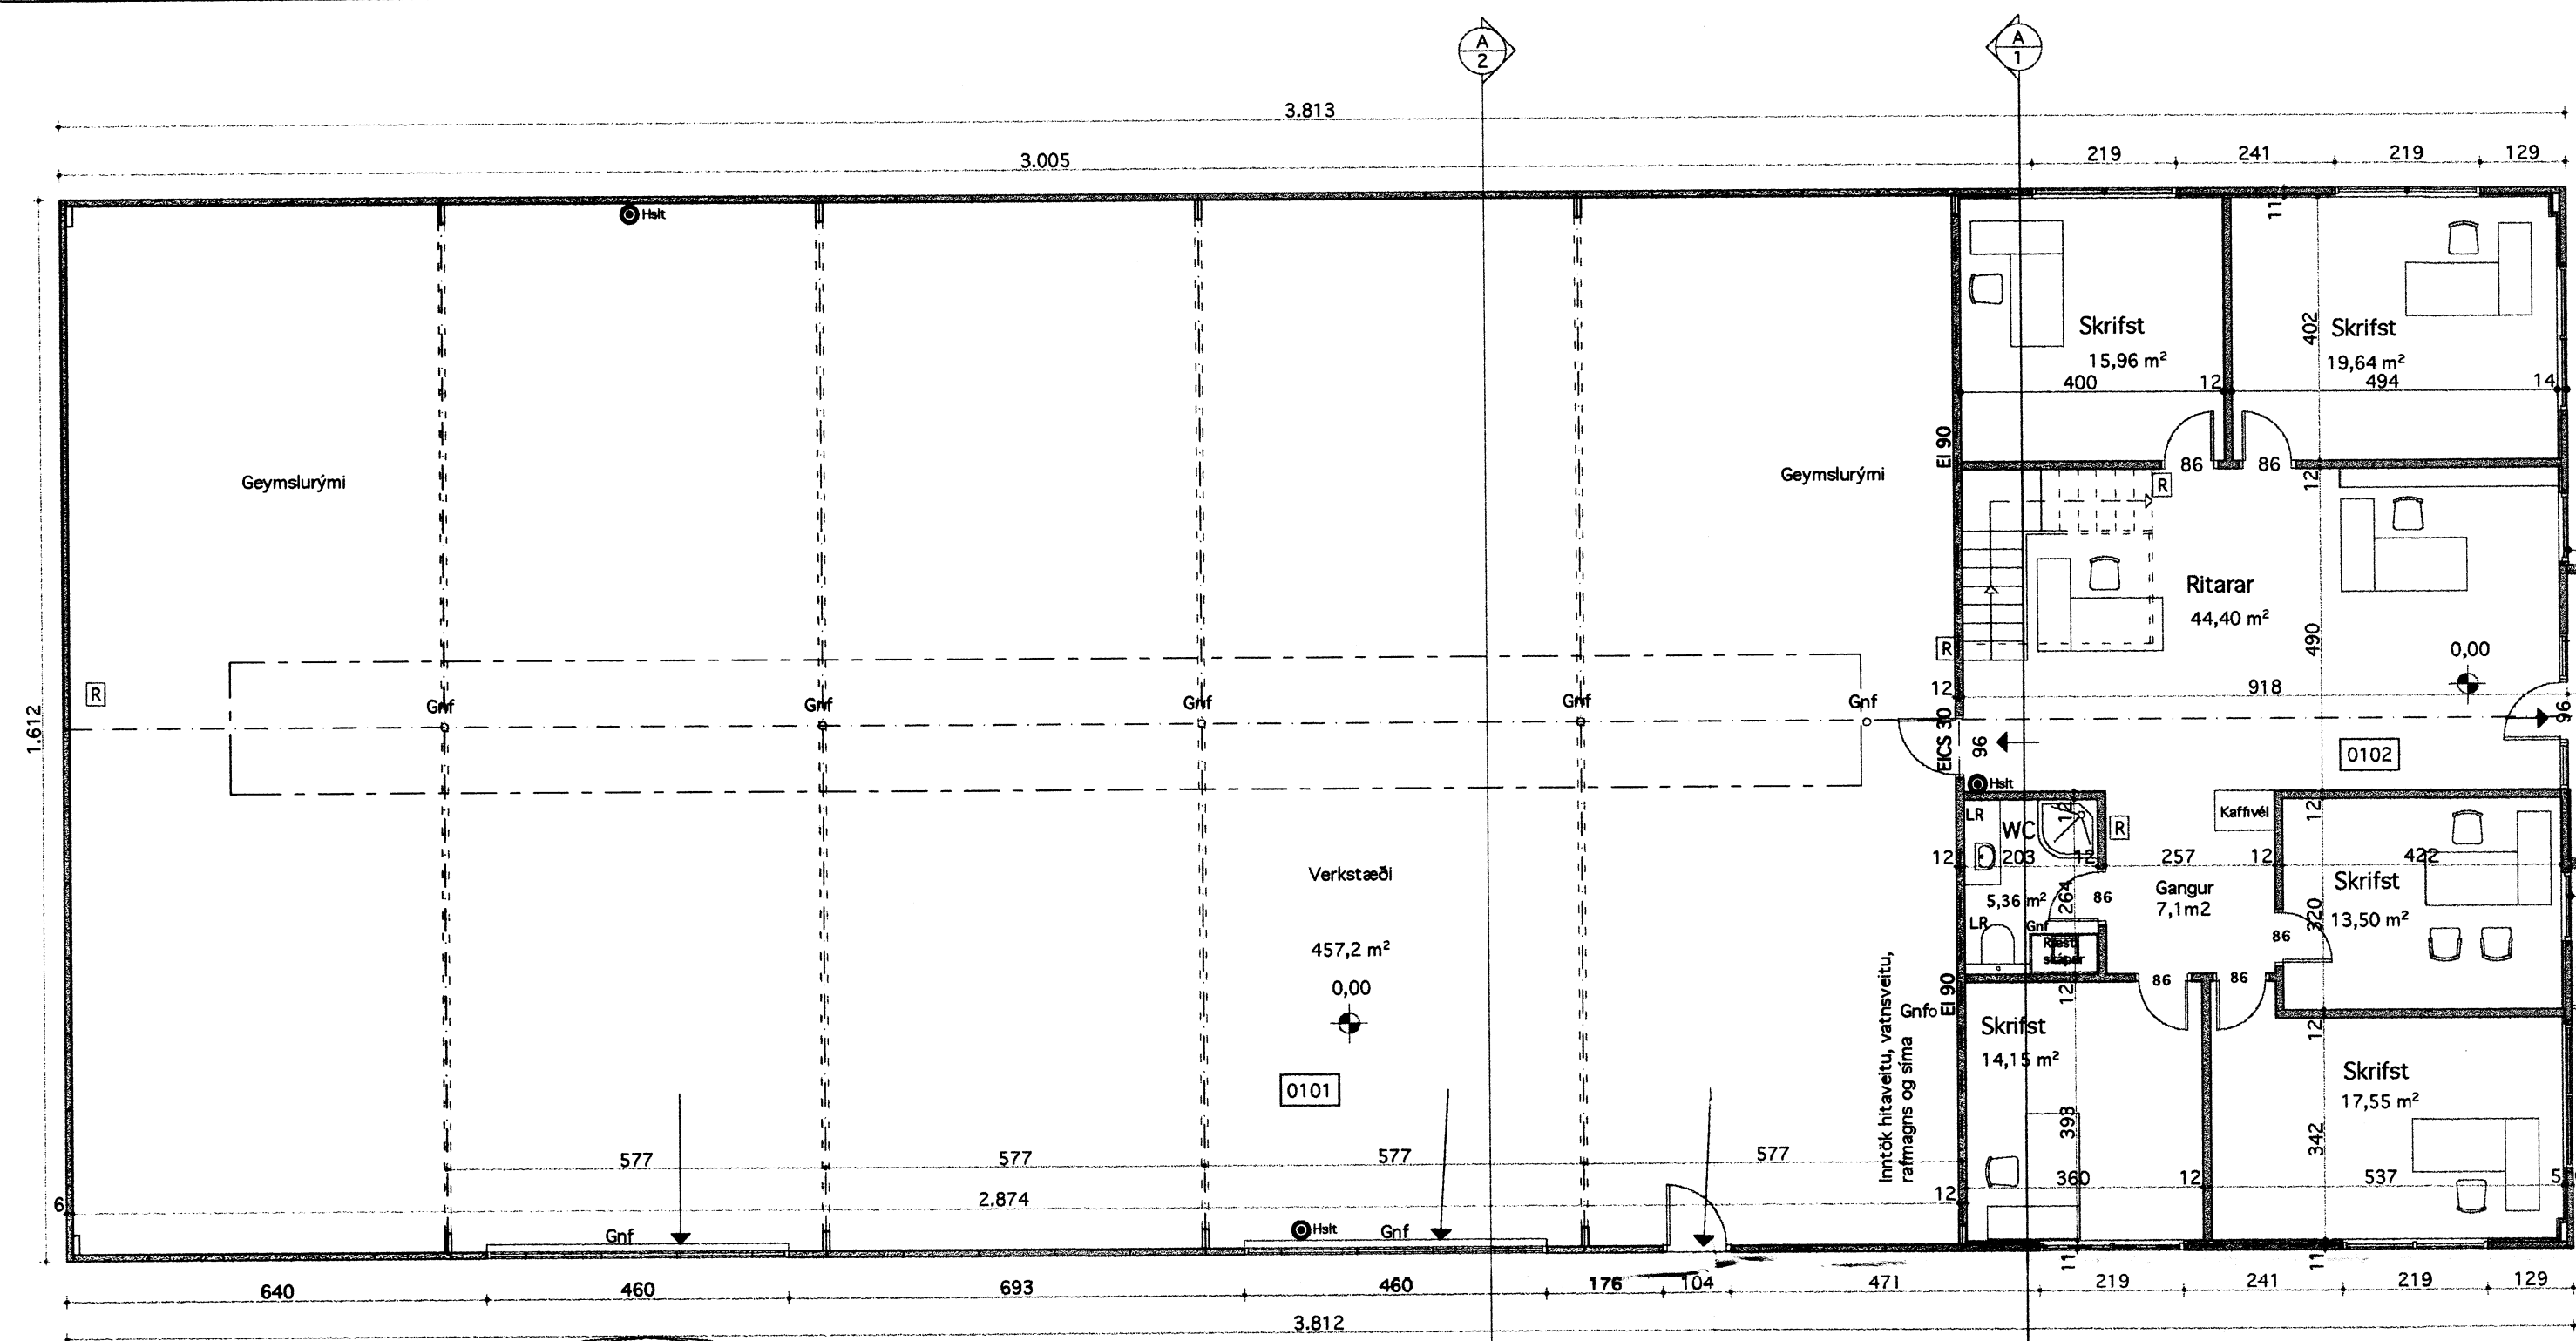 A
2
A
1
3.813
3.005
219
241
219
129
Hslt
11
Skrifst
15,96 m²
400
12
402
Skrifst
19,64 m²
494
14
EI 90
86
86
12
R
Geymslurými
Geymslurými
Ritarar
44,40 m²
490
R
0,00
R
Gnf
Gnf
Gnf
Gnf
Gnf
12
918
1.612
EICS 30
96
96
0102
Hslt
LR
WC
12
R
Kaffivél
12
12
203
12
257
12
422
Verkstæði
Gangur
7,1m2
Skrifst
13,50 m²
5,36 m²
264
86
320
LR
Gnf
Ræsti
skápur
86
457,2 m²
0,00
EI 90
12
86
86
Gnf
Skrifst
14,15 m²
12
Inntök hitaveitu, vatnsveitu,
rafmagns og síma
Skrifst
17,55 m²
0101
393
342
577
577
577
577
360
12
537
5
6
2.874
12
Gnf
Hslt
Gnf
11
11
640
460
693
460
176
104
471
219
241
219
129
3.812